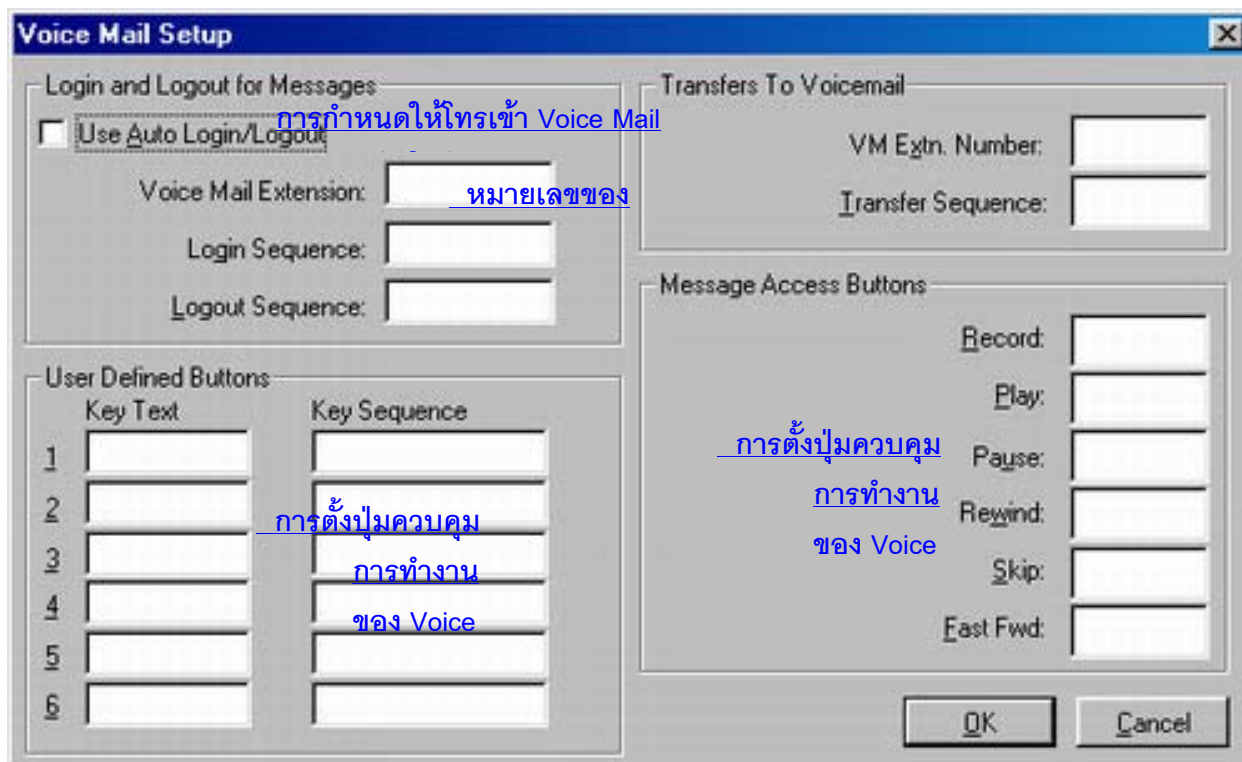 Voice Mail Setup
Login and Logout for Messages
การกำหนดให้โทรเข้า Voice Mail
Use Auto Login/Logout
Voice Mail Extension:
หมายเลขของ
Login Sequence:
Logout Sequence:
Transfers To Voicemail
VM Extn. Number:
Transfer Sequence:
User Defined Buttons
Key Text Key Sequence
1
2
การตั้งปุ่มควบคุม
3
การทำงาน
4
ของ Voice
5
6
Message Access Buttons
Record:
Play:
การตั้งปุ่มควบคุม
Pause:
การทำงาน
Rewind:
ของ Voice
Skip:
Fast Fwd:
OK Cancel